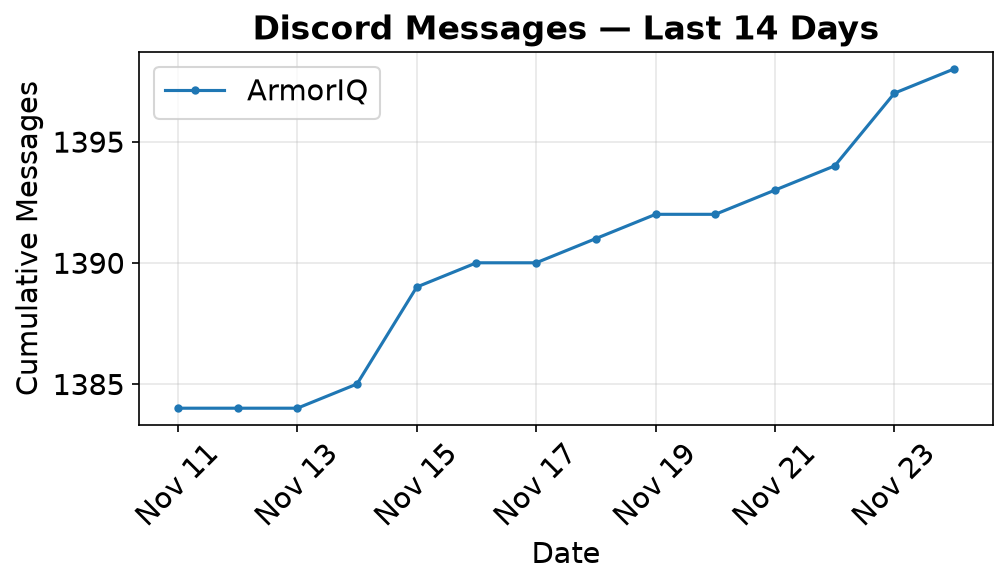 Discord Messages — Last 14 Days
ArmorIQ
Cumulative Messages
1395
1390
1385
Nov 11
Nov 13
Nov 15
Nov 17
Nov 19
Nov 21
Nov 23
Date